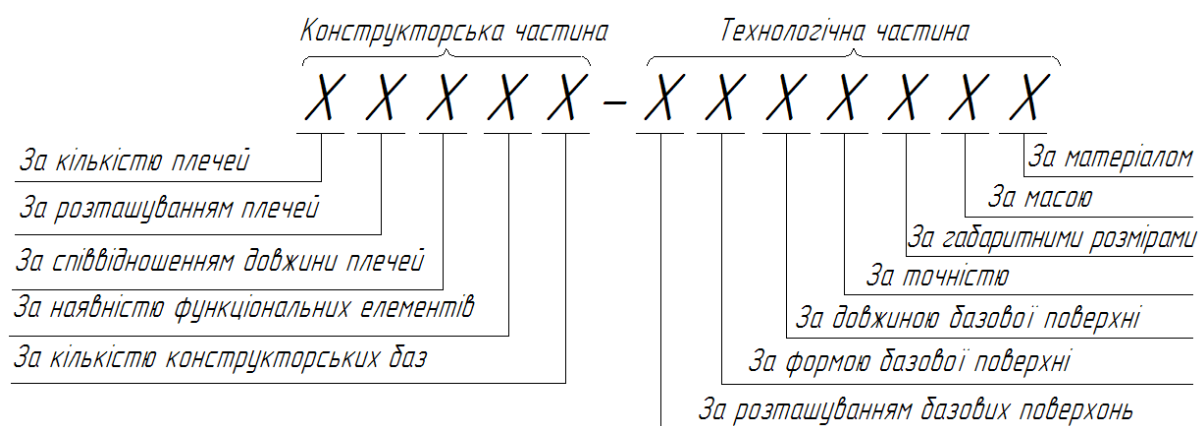 Конструкторська частина Технологічна частина
X X X X X – X X X X X X X
За кількістю плечей
За матеріалом
За розташуванням плечей
За масою
За габаритними розмірами
За співвідношенням довжини плечей
За точністю
За наявністю функціональних елементів
За довжиною базової поверхні
За кількістю конструкторських баз
За формою базової поверхні
За розташуванням базових поверхонь